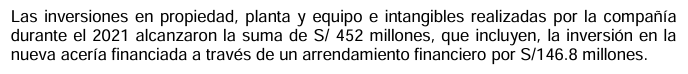 Las inversiones en propiedad, planta y equipo e intangibles realizadas por la compañía
durante el 2021 alcanzaron la suma de S/ 452 millones, que incluyen, la inversión en la
nueva acería financiada a través de un arrendamiento financiero por S/146.8 millones.